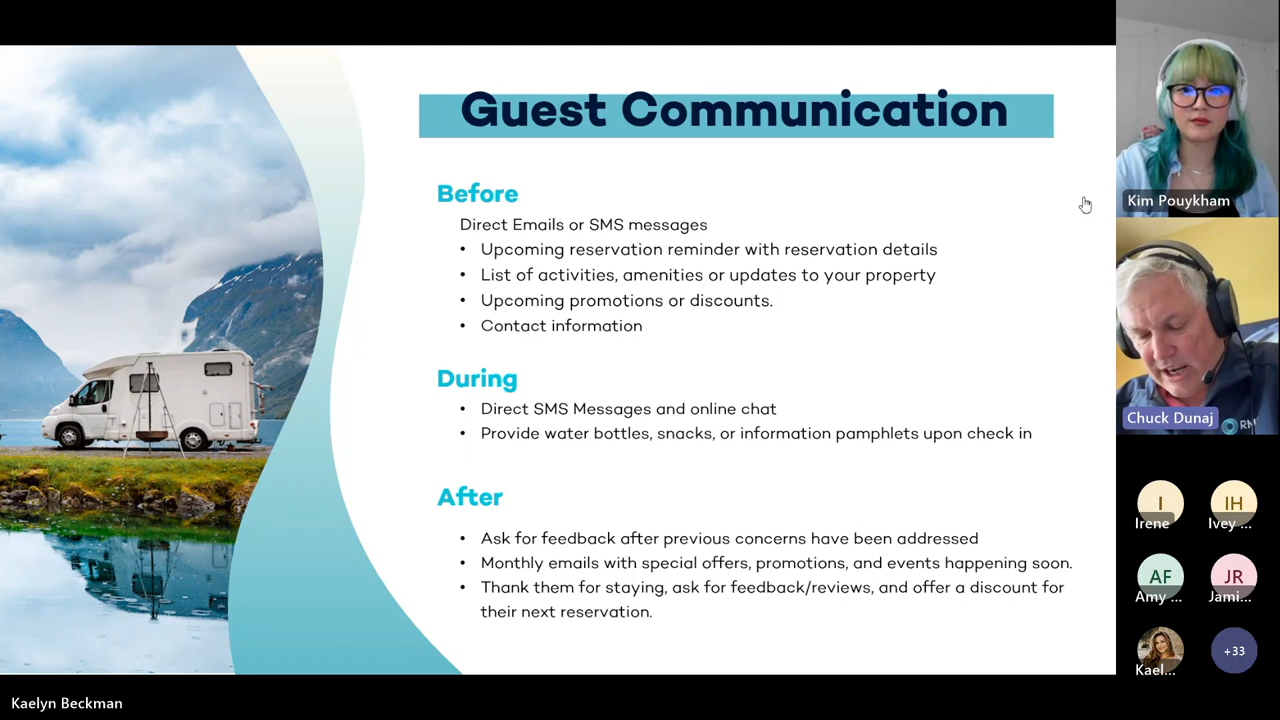 Guest Communication
Before
Direct Emails or SMS messages
• Upcoming reservation reminder with reservation details
• List of activities, amenities or updates to your property
• Upcoming promotions or discounts.
• Contact information
During
• Direct SMS Messages and online chat
• Provide water bottles, snacks, or information pamphlets upon check in
After
• Ask for feedback after previous concerns have been addressed
• Monthly emails with special offers, promotions, and events happening soon.
• Thank them for staying, ask for feedback/reviews, and offer a discount for
their next reservation.
Kim Pouykham
Chuck Dunaj
I
Irene
IH
Ivey ...
AF
Amy ...
JR
Jami...
Kael...
+33
Kaelyn Beckman